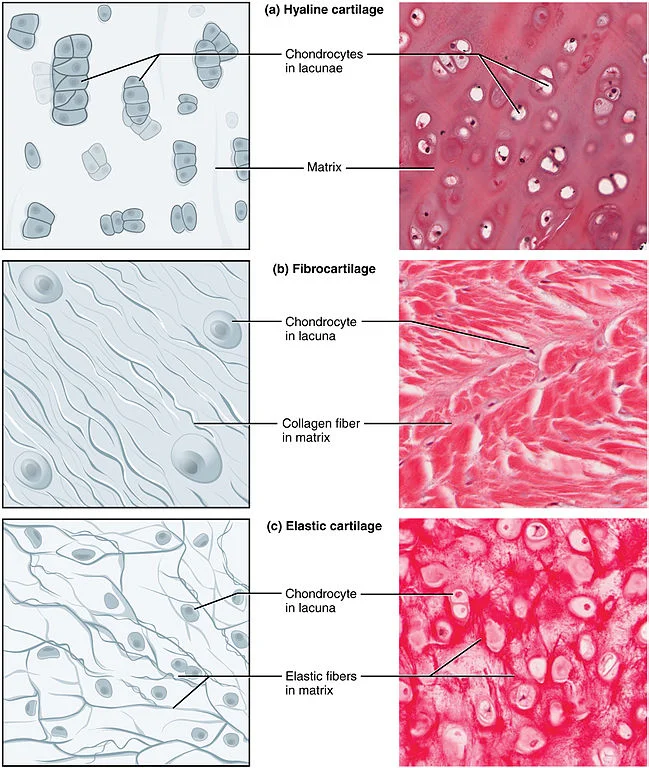 (a) Hyaline cartilage
Chondrocytes
in lacunae
Matrix
(b) Fibrocartilage
Chondrocyte
in lacuna
Collagen fiber
in matrix
(c) Elastic cartilage
Chondrocyte
in lacuna
Elastic fibers
in matrix